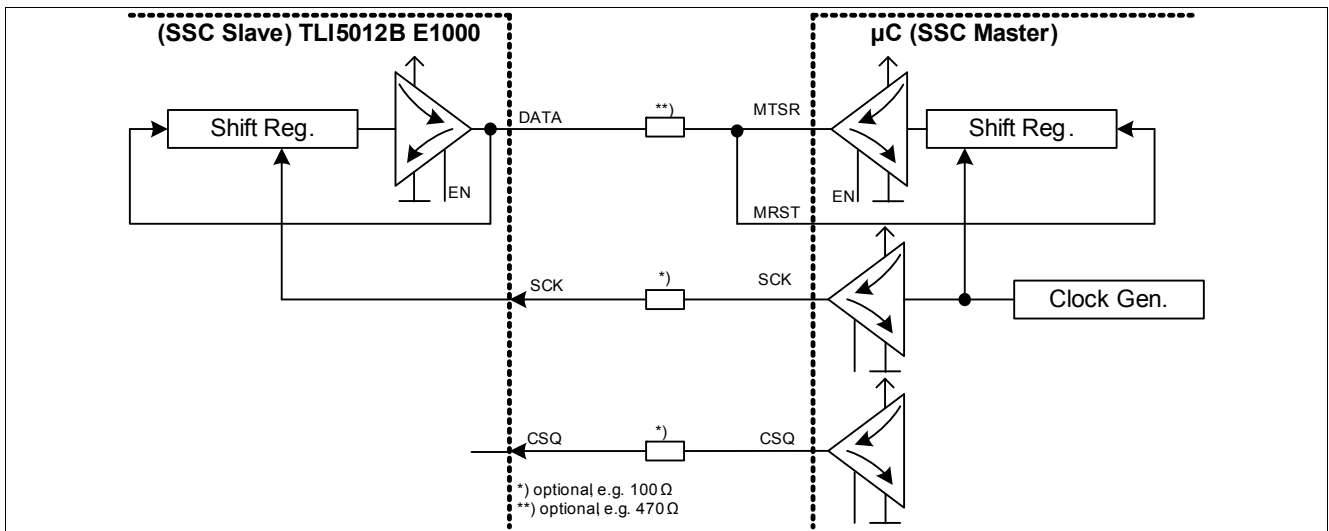 (SSC Slave) TLI5012B E1000
µC (SSC Master)
Shift Reg.
EN
DATA
**)
MTSR
Shift Reg.
EN
MRST
SCK
*)
SCK
Clock Gen.
CSQ
*)
CSQ
*) optional, e.g. 100 Ω
**) optional, e.g. 470 Ω